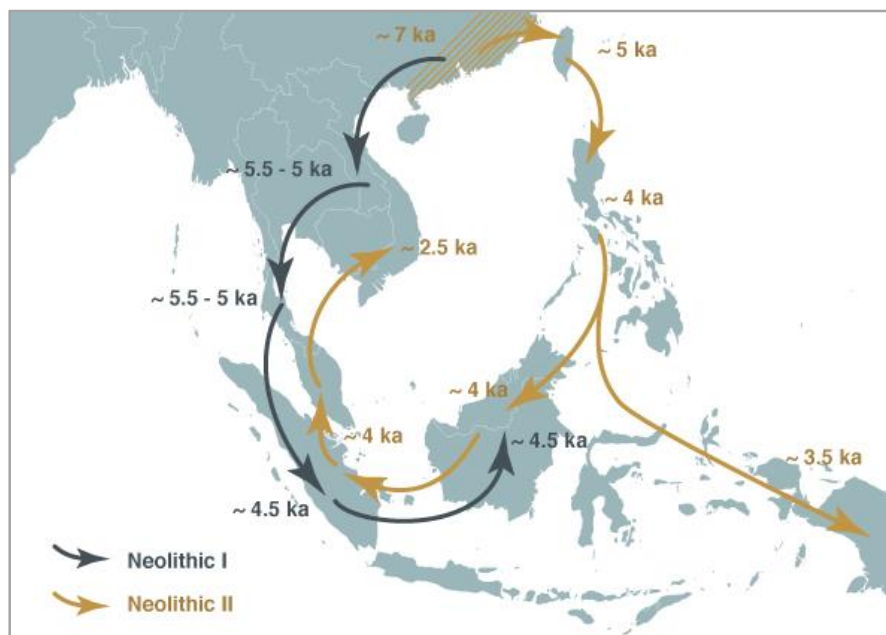 ~ 7 ka
~ 5 ka
~ 5.5 - 5 ka
~ 4 ka
~ 2.5 ka
~ 5.5 - 5 ka
~ 4 ka
~ 4 ka
~ 4.5 ka
~ 3.5 ka
~ 4.5 ka
Neolithic I
Neolithic II